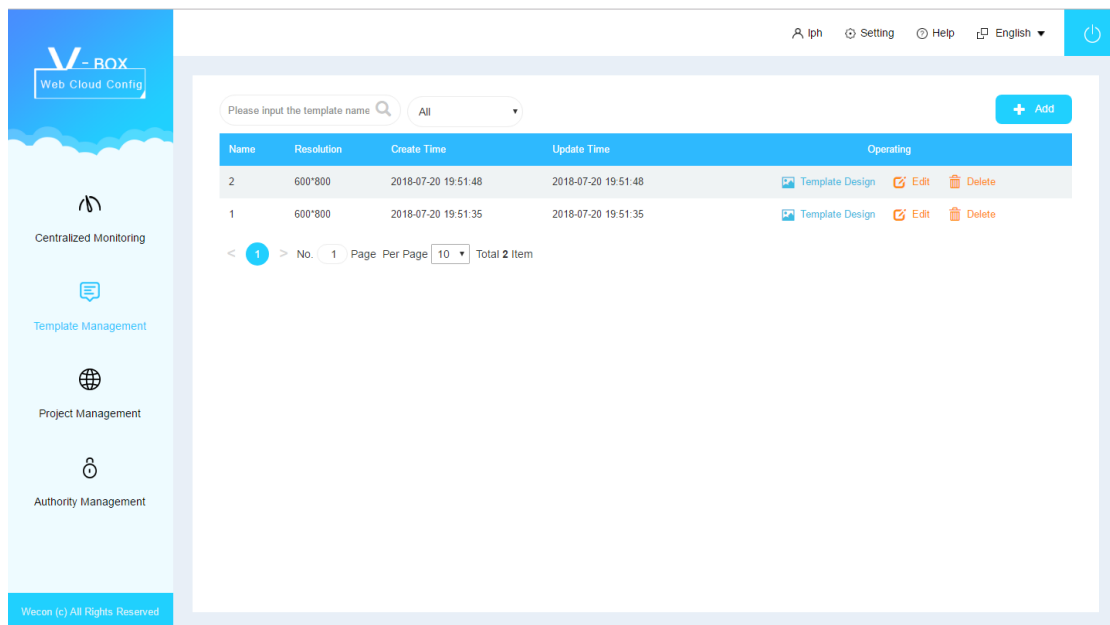 V - BOX
Web Cloud Config
lph Setting Help English
Please input the template name All Add
Name Resolution Create Time Update Time Operating
2 600*800 2018-07-20 19:51:48 2018-07-20 19:51:48 Template Design Edit Delete
1 600*800 2018-07-20 19:51:35 2018-07-20 19:51:35 Template Design Edit Delete
< 1 > No. 1 Page Per Page 10 Total 2 Item
Centralized Monitoring
Template Management
Project Management
Authority Management
Wecon (c) All Rights Reserved